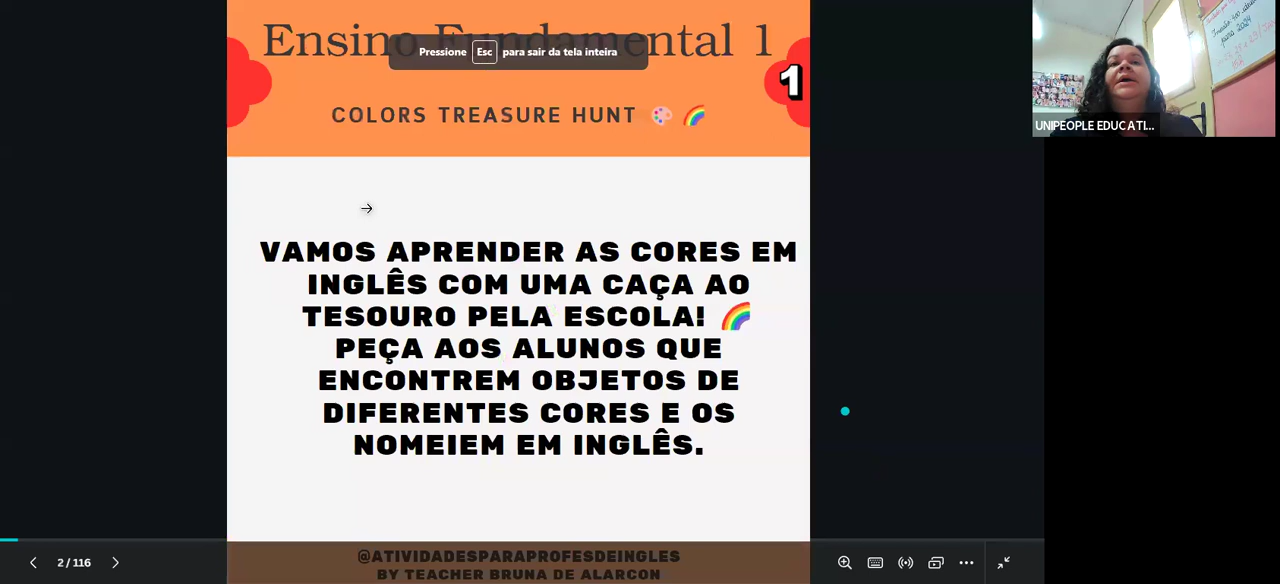 Ensino Fundamental 1
Pressione Esc para sair da tela inteira
COLORS TREASURE HUNT
1
VAMOS APRENDER AS CORES EM
INGLÊS COM UMA CAÇA AO
TESOURO PELA ESCOLA!
PEÇA AOS ALUNOS QUE
ENCONTREM OBJETOS DE
DIFERENTES CORES E OS
NOMEIEM EM INGLÊS.
@ATIVIDADESPARAPROFESDEINGLES
BY TEACHER BRUNA DE ALARCON
2 / 116
UNIPEOPLE EDUCATI...
para 2024